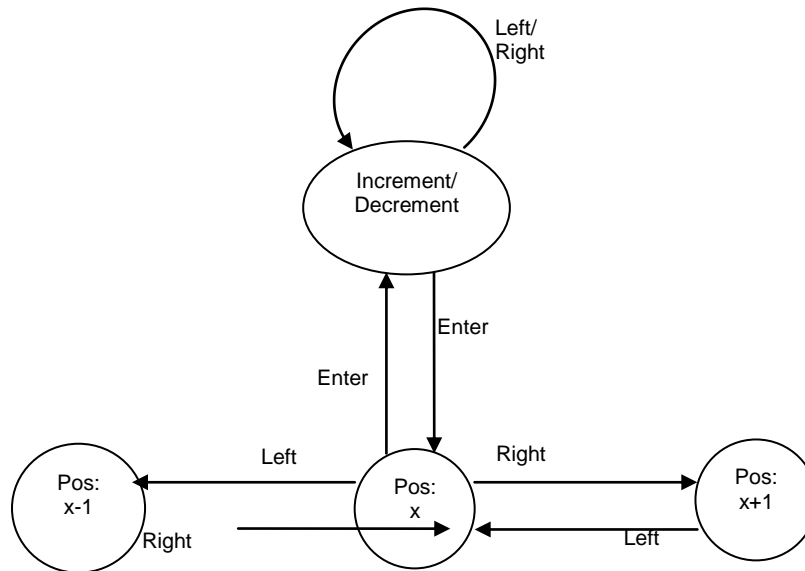 Left/
Right
Increment/
Decrement
Enter
Enter
Left
Right
Pos:
x-1
Pos:
x
Pos:
x+1
Right
Left